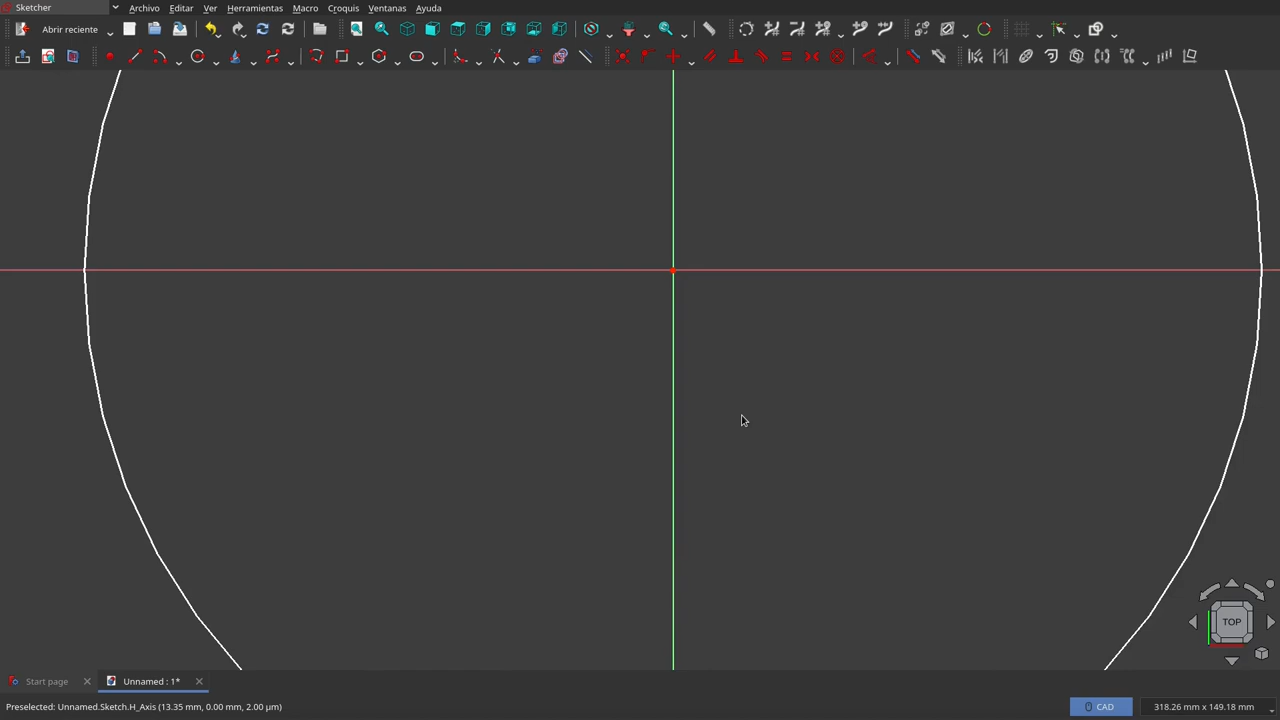 Sketcher Archivo Editar Ver Herramientas Macro Croquis Ventanas Ayuda
Abrir reciente
TOP
Start page Unnamed : 1*
Preselected: Unnamed.Sketch.H_Axis (13.35 mm, 0.00 mm, 2.00 μm) CAD 318.26 mm x 149.18 mm